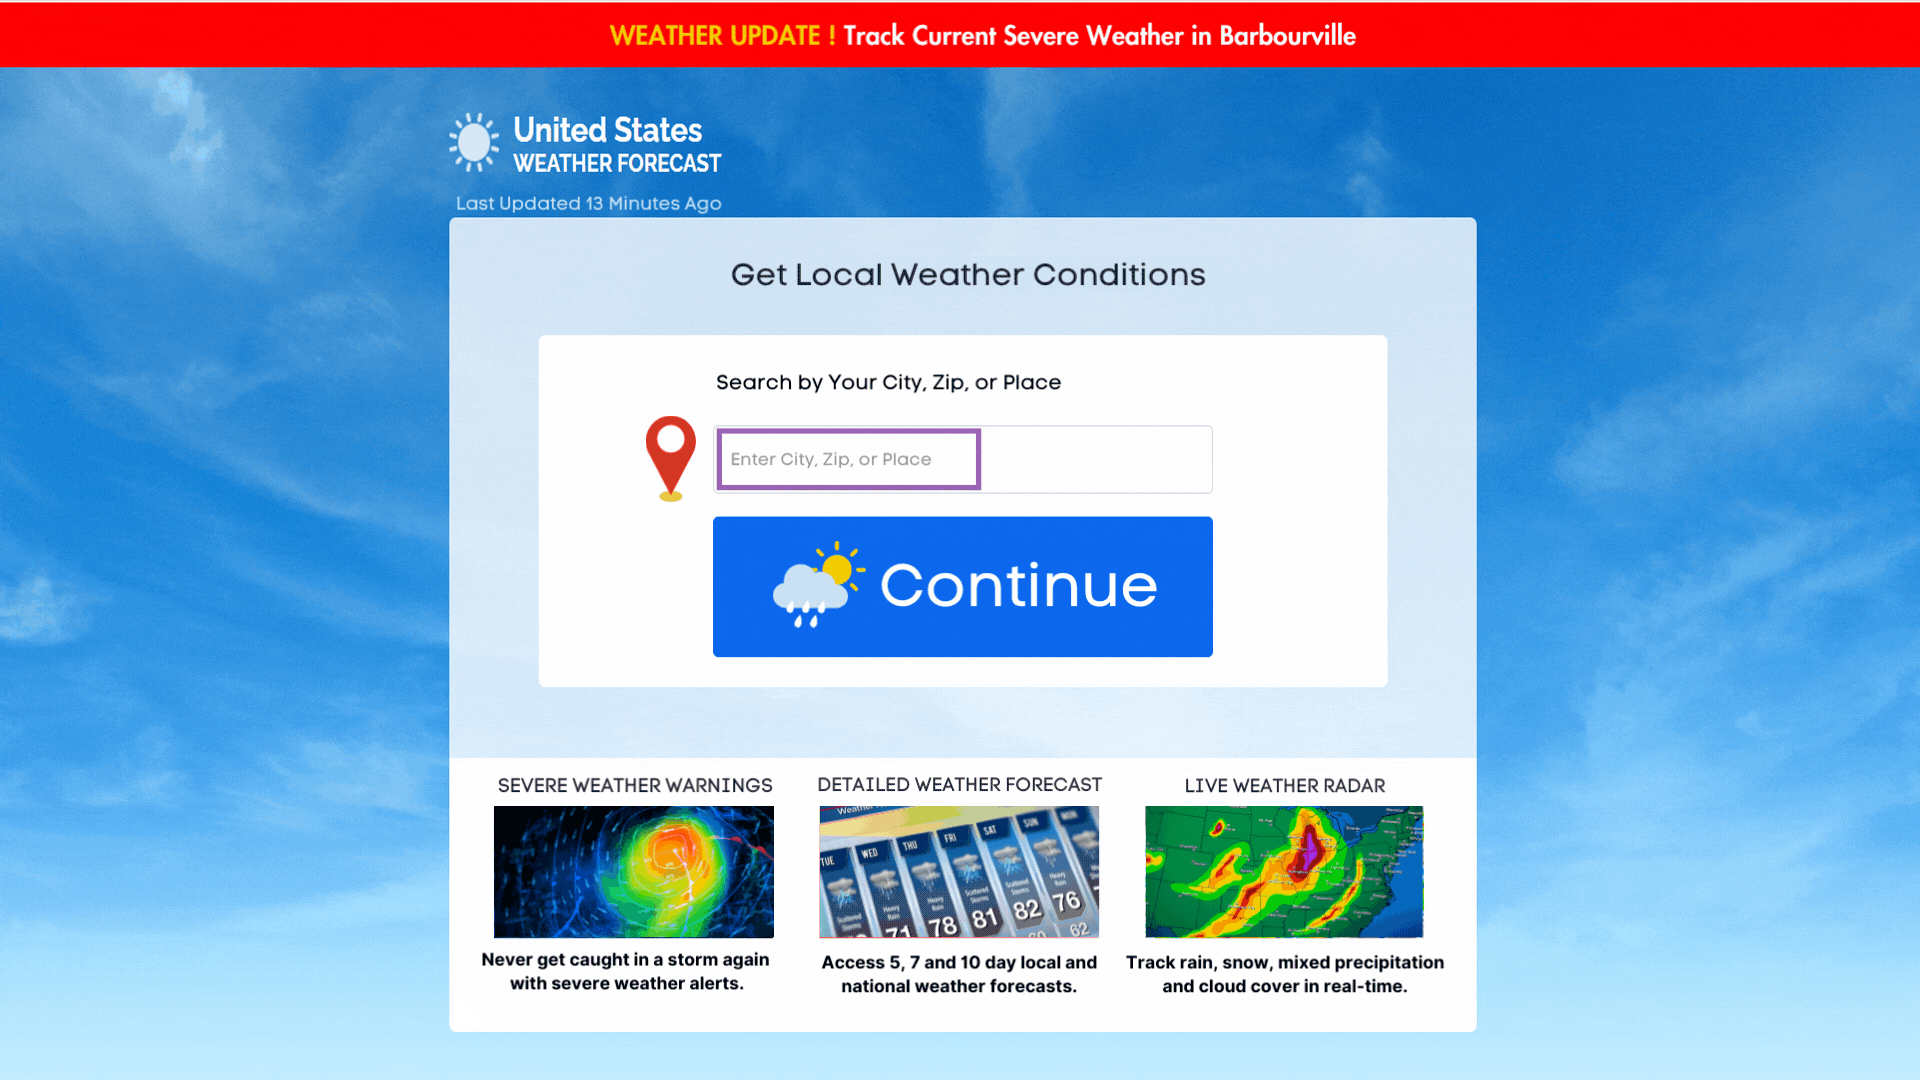 WEATHER UPDATE ! Track Current Severe Weather in Barbourville
United States
WEATHER FORECAST
Last Updated 13 Minutes Ago
Get Local Weather Conditions
Search by Your City, Zip, or Place
Enter City, Zip, or Place
Continue
SEVERE WEATHER WARNINGS
DETAILED WEATHER FORECAST
LIVE WEATHER RADAR
TUE WED THU FRI SAT SUN MON
71 78 81 82 76
62
Never get caught in a storm again
with severe weather alerts.
Access 5, 7 and 10 day local and
national weather forecasts.
Track rain, snow, mixed precipitation
and cloud cover in real-time.